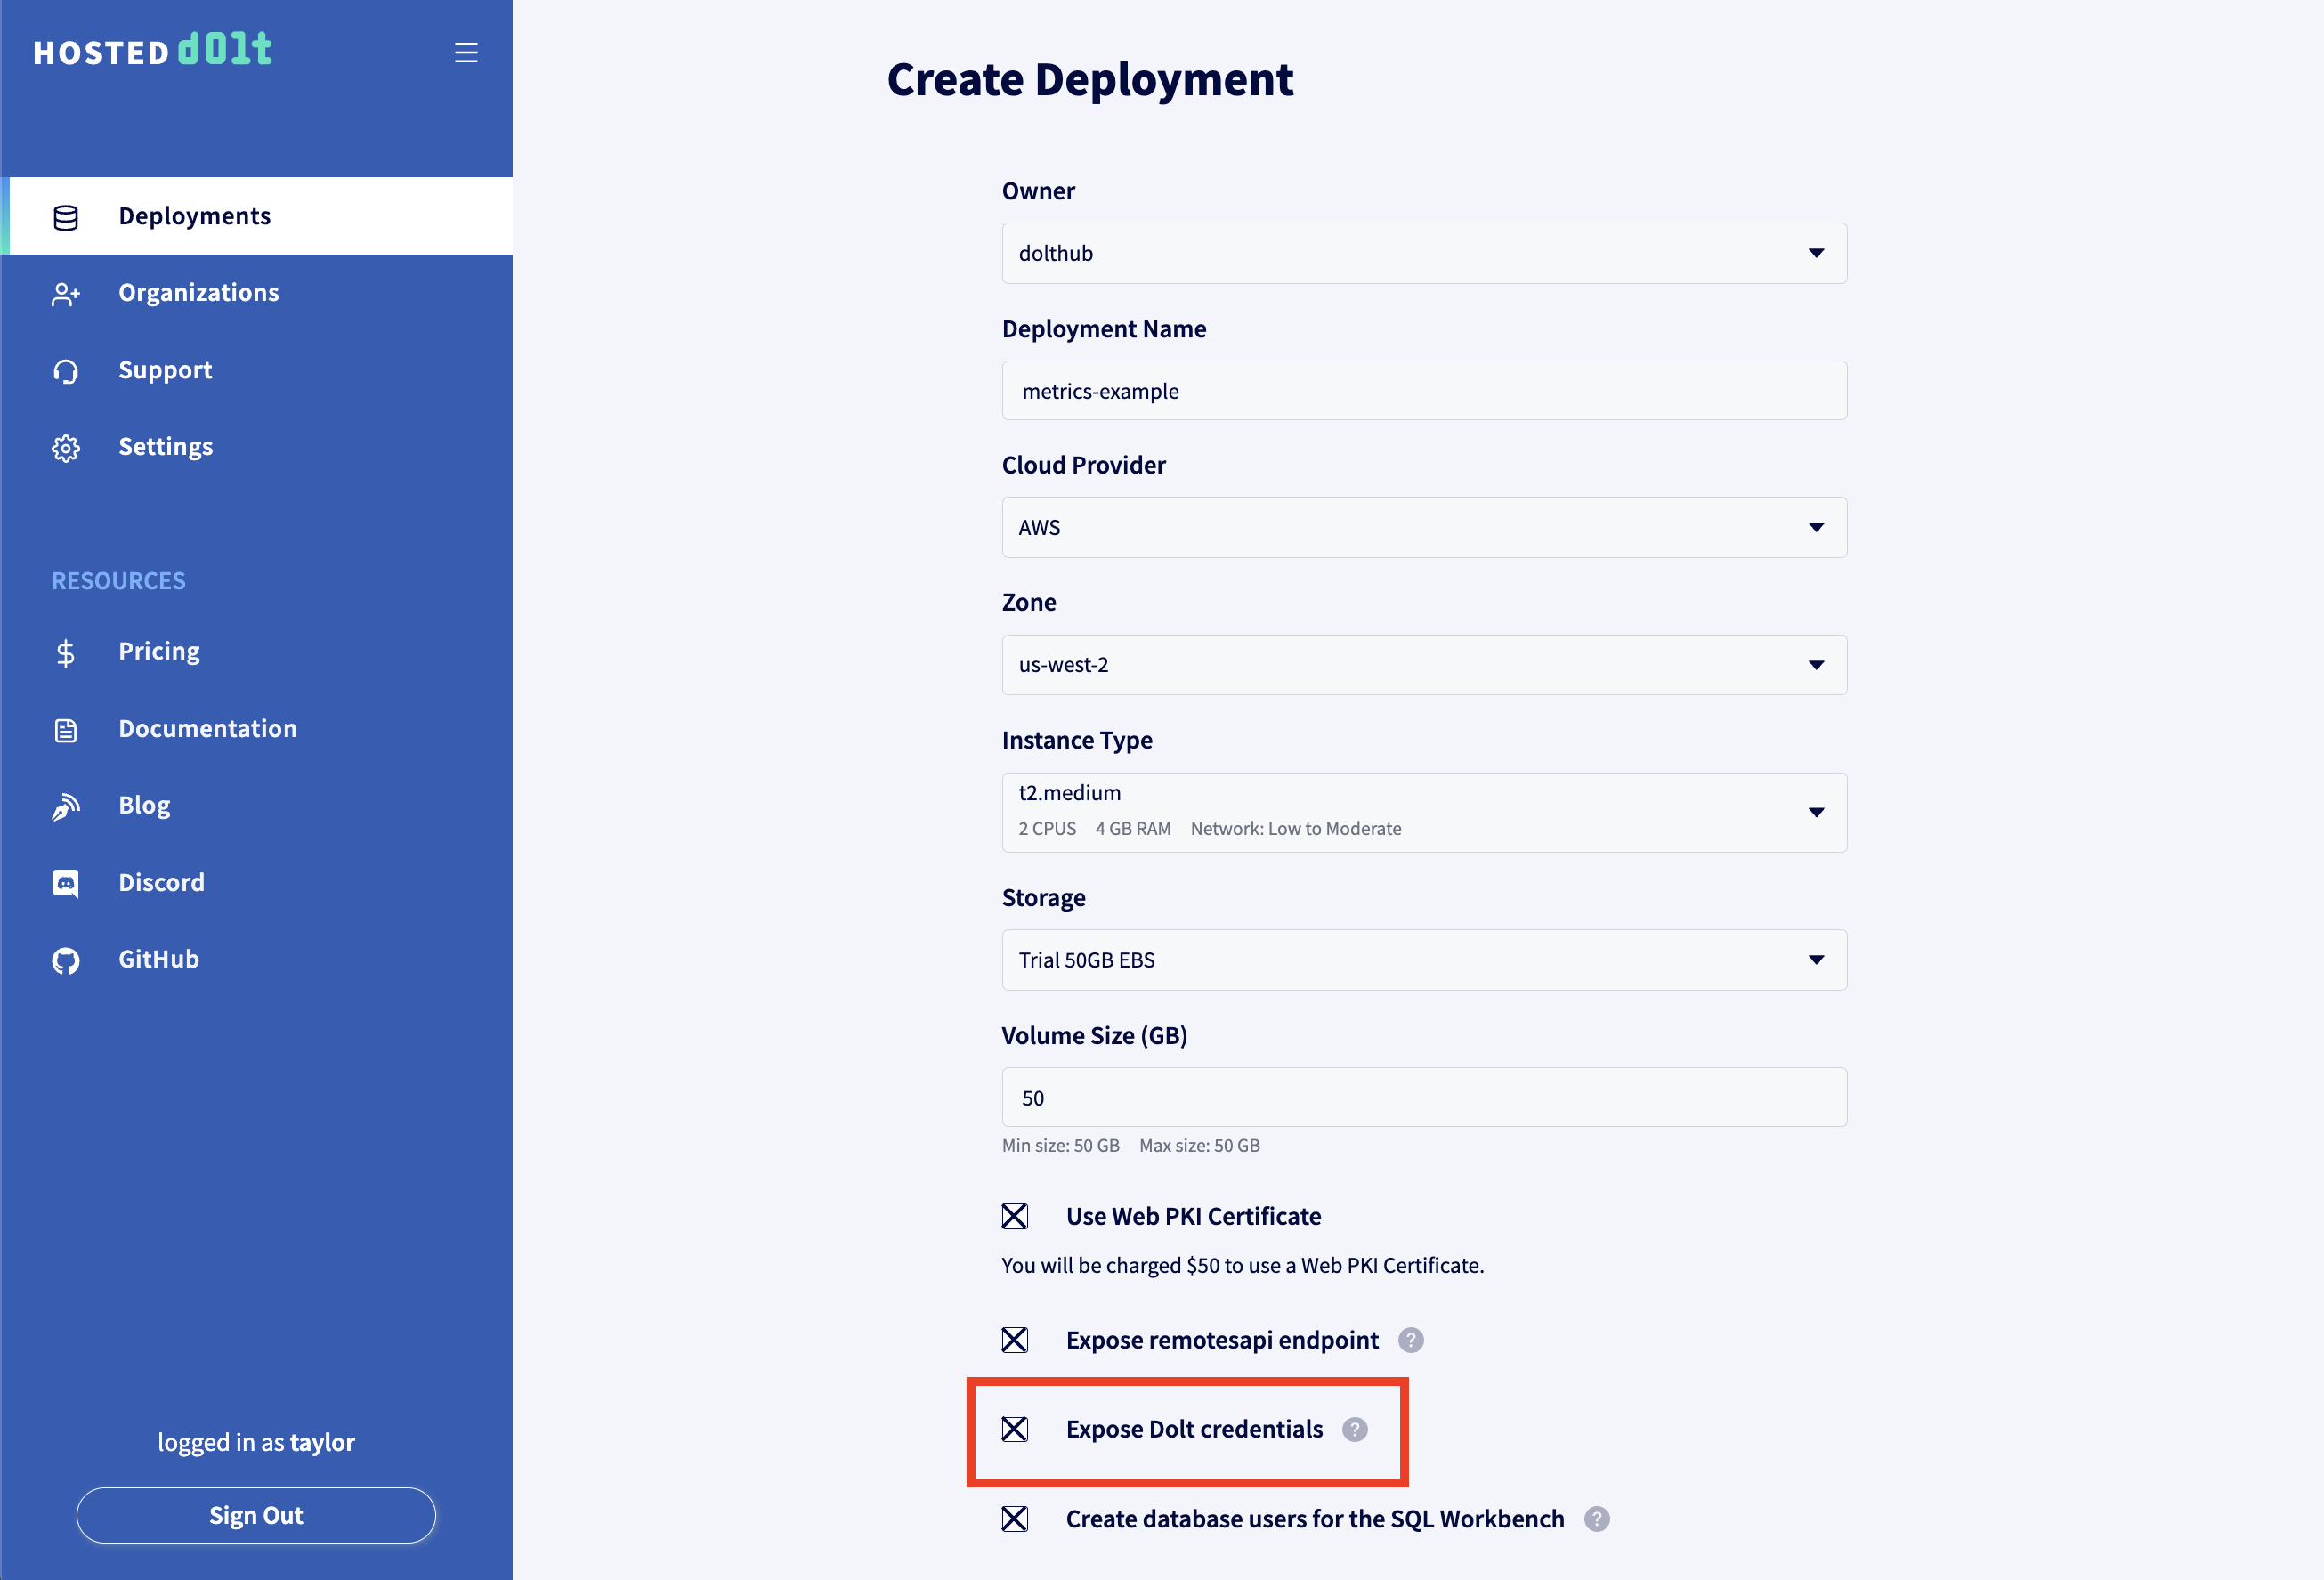 HOSTED dolt
Deployments
Organizations
Support
Settings
RESOURCES
Pricing
Documentation
Blog
Discord
GitHub
logged in as taylor
Sign Out
Create Deployment
Owner
dolthub
Deployment Name
metrics-example
Cloud Provider
AWS
Zone
us-west-2
Instance Type
t2.medium
2 CPUS 4 GB RAM Network: Low to Moderate
Storage
Trial 50GB EBS
Volume Size (GB)
50
Min size: 50 GB Max size: 50 GB
Use Web PKI Certificate
You will be charged $50 to use a Web PKI Certificate.
Expose remotesapi endpoint ?
Expose Dolt credentials ?
Create database users for the SQL Workbench ?